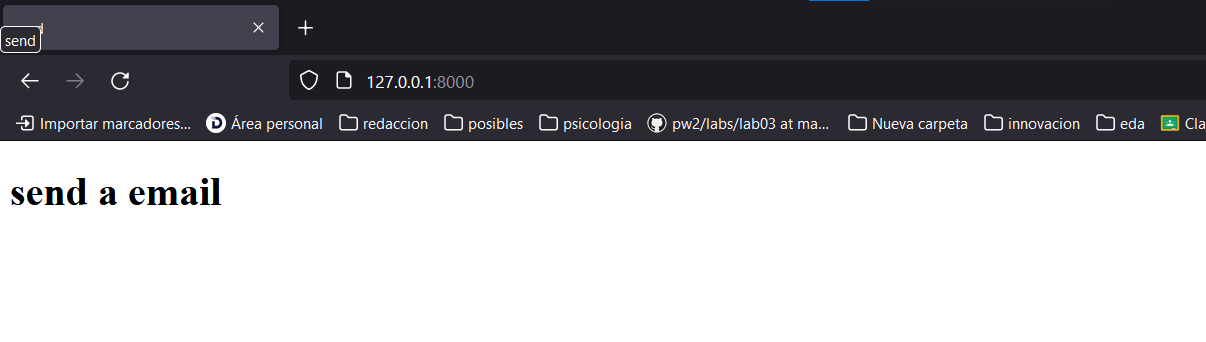 send
127.0.0.1:8000
Importar marcadores... Área personal redaccion posibles psicologia pw2/labs/lab03 at ma... Nueva carpeta innovacion eda Cla
send a email